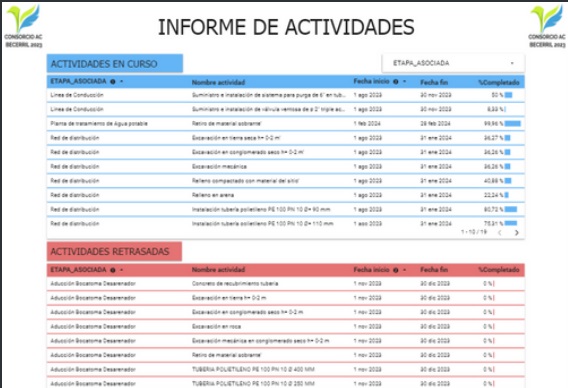 INFORME DE ACTIVIDADES
CONSORCIO AC
BECERRIL 2023
CONSORCIO AC
BECERRIL 2023
ACTIVIDADES EN CURSO
ETAPA_ASOCIADA
ETAPA_ASOCIADA Nombre actividad Fecha inicio Fecha fin %Completado
Línea de Conducción Suministro e instalación de sistema para purga de 6" en tub... 1 ago 2023 30 nov 2023 50 %
Línea de Conducción Suministro e instalación de válvula ventosa de ø 2" triple ac... 1 ago 2023 30 nov 2023 8,33 %
Planta de tratamiento de Agua potable Retiro de material sobrante' 1 feb 2024 29 feb 2024 99,96 %
Red de distribución Excavación en tierra seca h= 0-2 m' 1 ago 2023 31 ene 2024 36,27 %
Red de distribución Excavación en conglomerado seco h= 0-2 m' 1 ago 2023 31 ene 2024 36,26 %
Red de distribución Excavación mecánica 1 ago 2023 31 ene 2024 36,26 %
Red de distribución Relleno compactado con material del sitio' 1 ago 2023 31 ene 2024 40,88 %
Red de distribución Relleno en arena 1 ago 2023 31 ene 2024 22,24 %
Red de distribución Instalación tubería polietileno PE 100 PN 10 Ø= 90 mm 1 ago 2023 31 ene 2024 80,72 %
Red de distribución Instalación tubería polietileno PE 100 PN 10 Ø= 110 mm 1 ago 2023 31 ene 2024 75,31 %
1 - 10 / 19 < >
ACTIVIDADES RETRASADAS
ETAPA_ASOCIADA Nombre actividad Fecha inicio Fecha fin %Completado
Aducción Bocatoma Desarenador Concreto de recubrimiento tubería 1 nov 2023 30 dic 2023 0 %
Aducción Bocatoma Desarenador Excavación en tierra h= 0-2 m 1 nov 2023 30 dic 2023 0 %
Aducción Bocatoma Desarenador Excavación en conglomerado seco h= 0-2 m 1 nov 2023 30 dic 2023 0 %
Aducción Bocatoma Desarenador Excavación en roca 1 nov 2023 30 dic 2023 0 %
Aducción Bocatoma Desarenador Excavación mecánica en conglomerado seco h= 0-2 m 1 nov 2023 30 dic 2023 0 %
Aducción Bocatoma Desarenador Retiro de material sobrante' 1 nov 2023 30 dic 2023 0 %
Aducción Bocatoma Desarenador TUBERIA POLIETILENO PE 100 PN 10 Ø 400 MM 1 nov 2023 30 dic 2023 0 %
Aducción Bocatoma Desarenador TUBERIA POLIETILENO PE 100 PN 10 Ø 250 MM 1 nov 2023 30 dic 2023 0 %